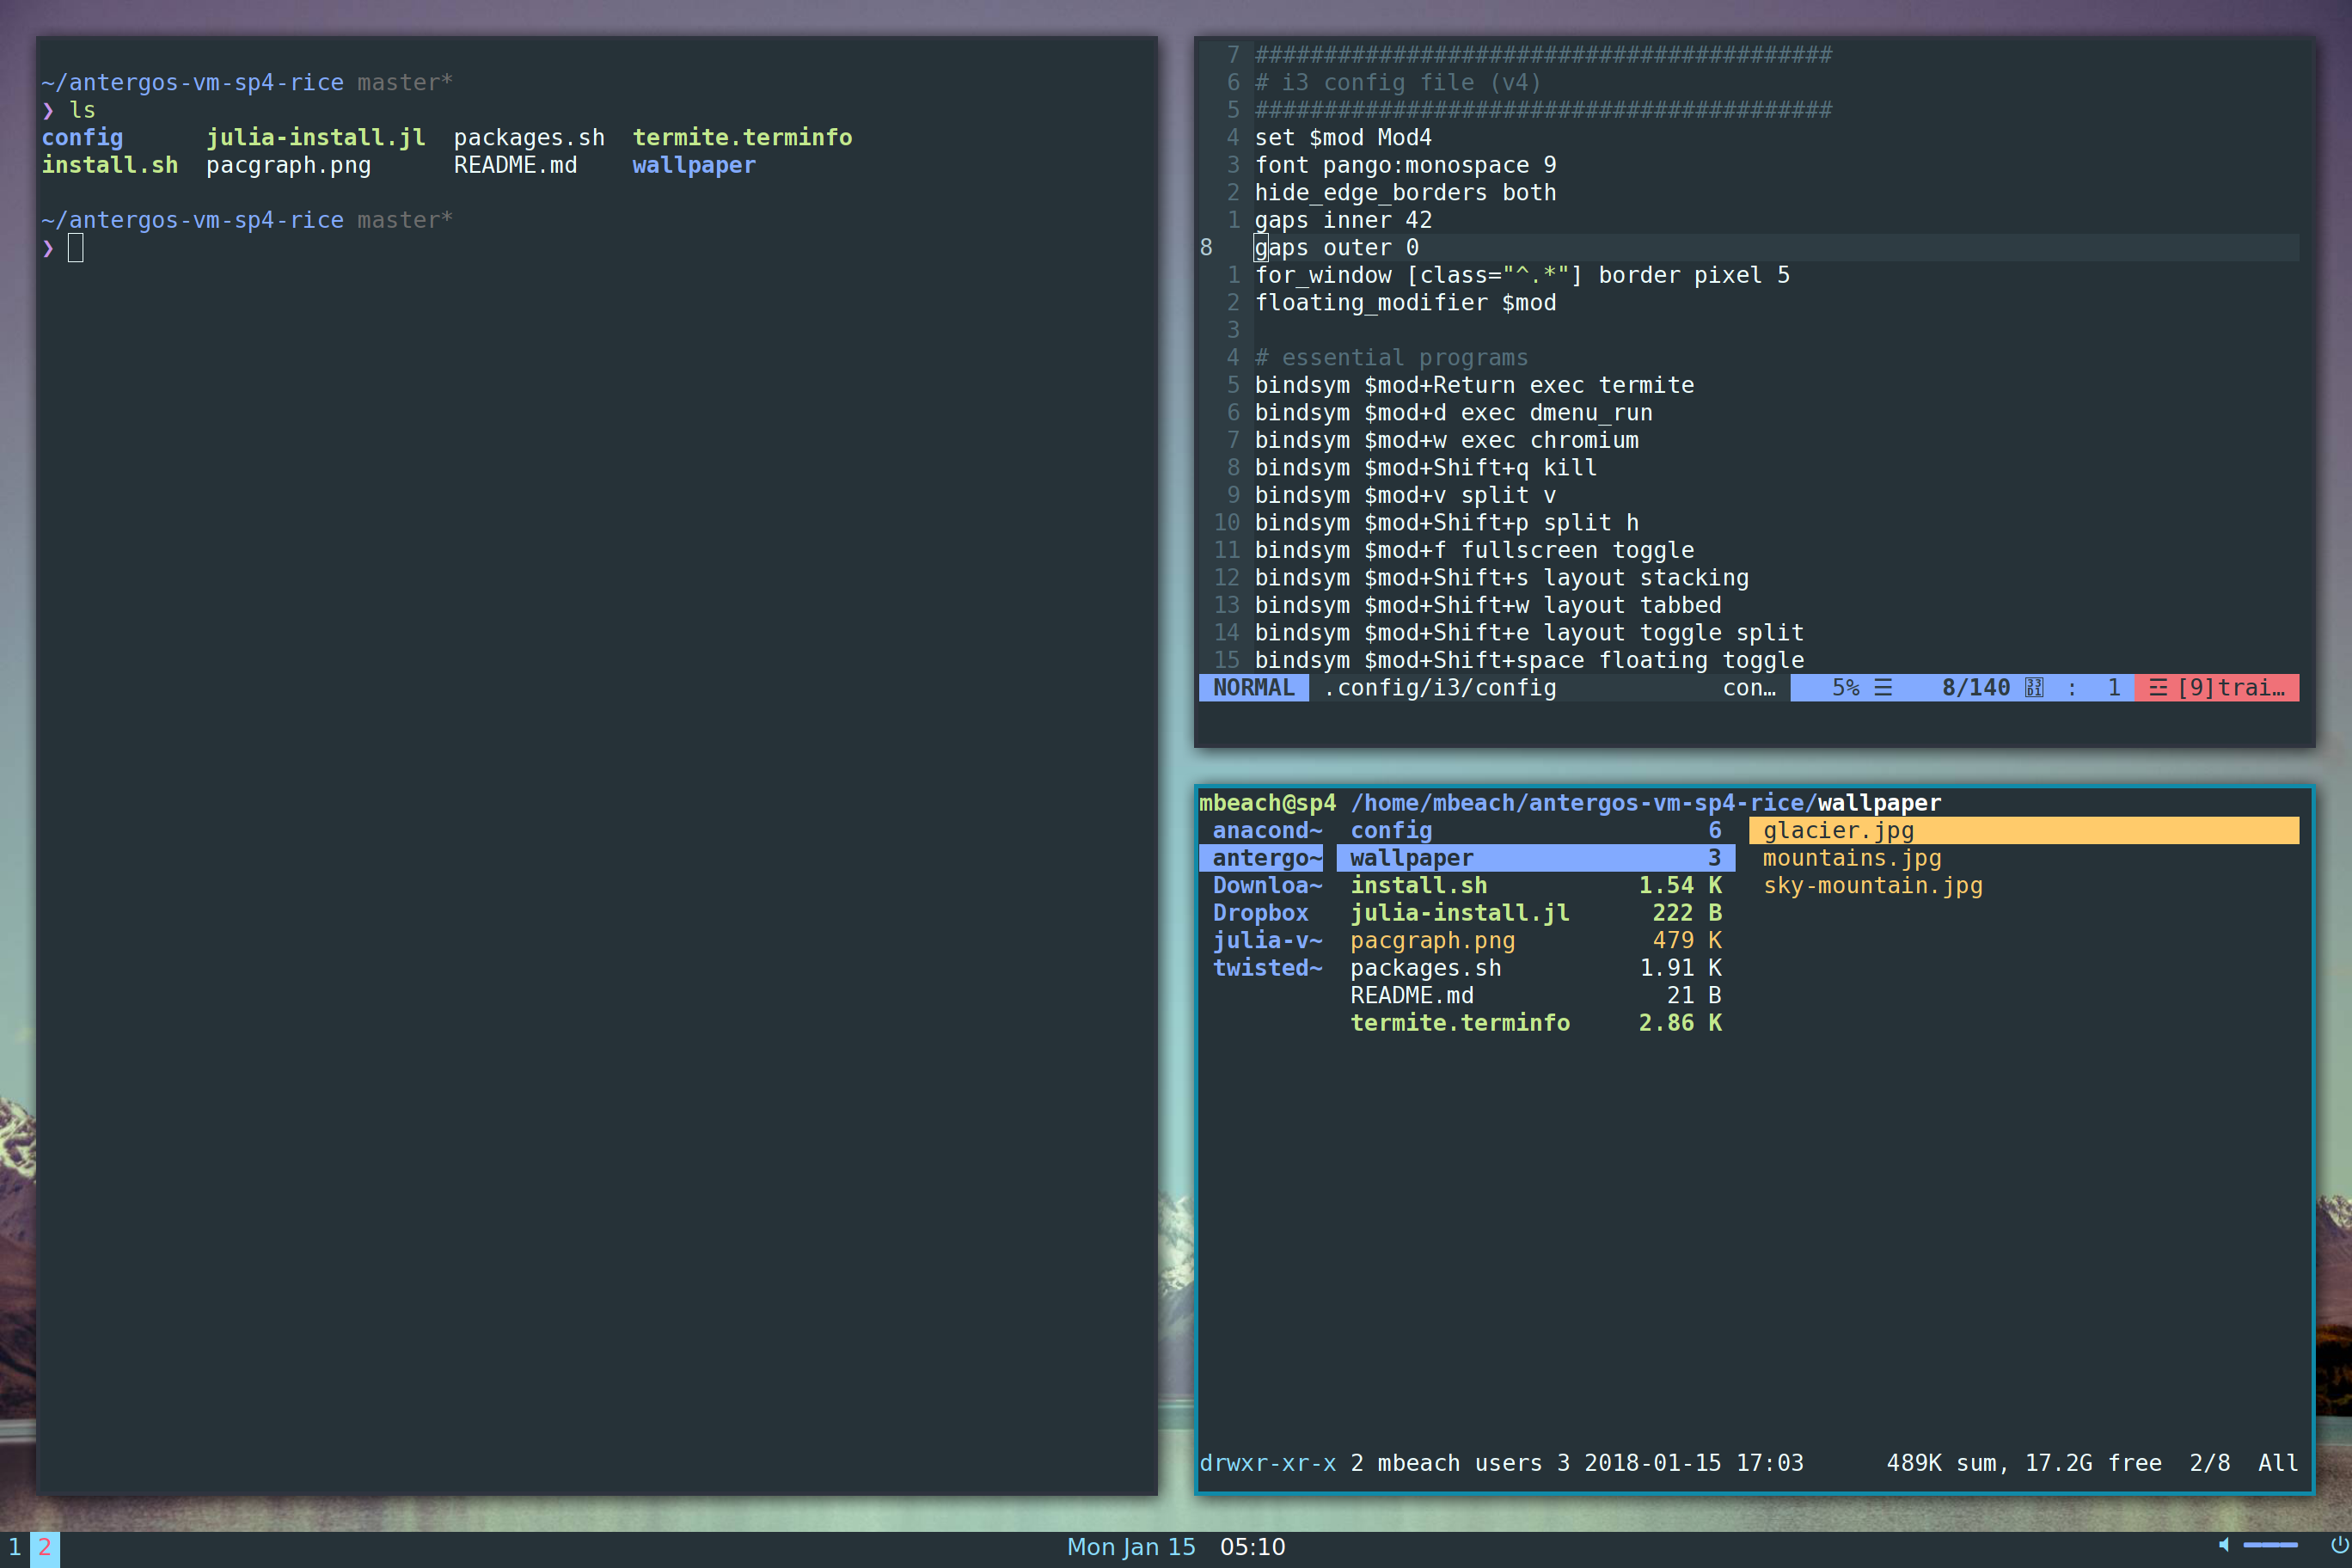 ~/antergos-vm-sp4-rice master*
❯ ls
config      julia-install.jl  packages.sh  termite.terminfo
install.sh  pacgraph.png      README.md    wallpaper
~/antergos-vm-sp4-rice master*
❯
7 ##########################################
6 # i3 config file (v4)
5 ##########################################
4 set $mod Mod4
3 font pango:monospace 9
2 hide_edge_borders both
1 gaps inner 42
8 gaps outer 0
1 for_window [class="^.*"] border pixel 5
2 floating_modifier $mod
3
4 # essential programs
5 bindsym $mod+Return exec termite
6 bindsym $mod+d exec dmenu_run
7 bindsym $mod+w exec chromium
8 bindsym $mod+Shift+q kill
9 bindsym $mod+v split v
10 bindsym $mod+Shift+p split h
11 bindsym $mod+f fullscreen toggle
12 bindsym $mod+Shift+s layout stacking
13 bindsym $mod+Shift+w layout tabbed
14 bindsym $mod+Shift+e layout toggle split
15 bindsym $mod+Shift+space floating toggle
NORMAL .config/i3/config con… 5% ☰ 8/140 : 1 ☲ [9]trai…
mbeach@sp4 /home/mbeach/antergos-vm-sp4-rice/wallpaper
anacond~ config 6 glacier.jpg
antergo~ wallpaper 3 mountains.jpg
Downloa~ install.sh 1.54 K sky-mountain.jpg
Dropbox julia-install.jl 222 B
julia-v~ pacgraph.png 479 K
twisted~ packages.sh 1.91 K
README.md 21 B
termite.terminfo 2.86 K
drwxr-xr-x 2 mbeach users 3 2018-01-15 17:03 489K sum, 17.2G free 2/8 All
1 2 Mon Jan 15 05:10